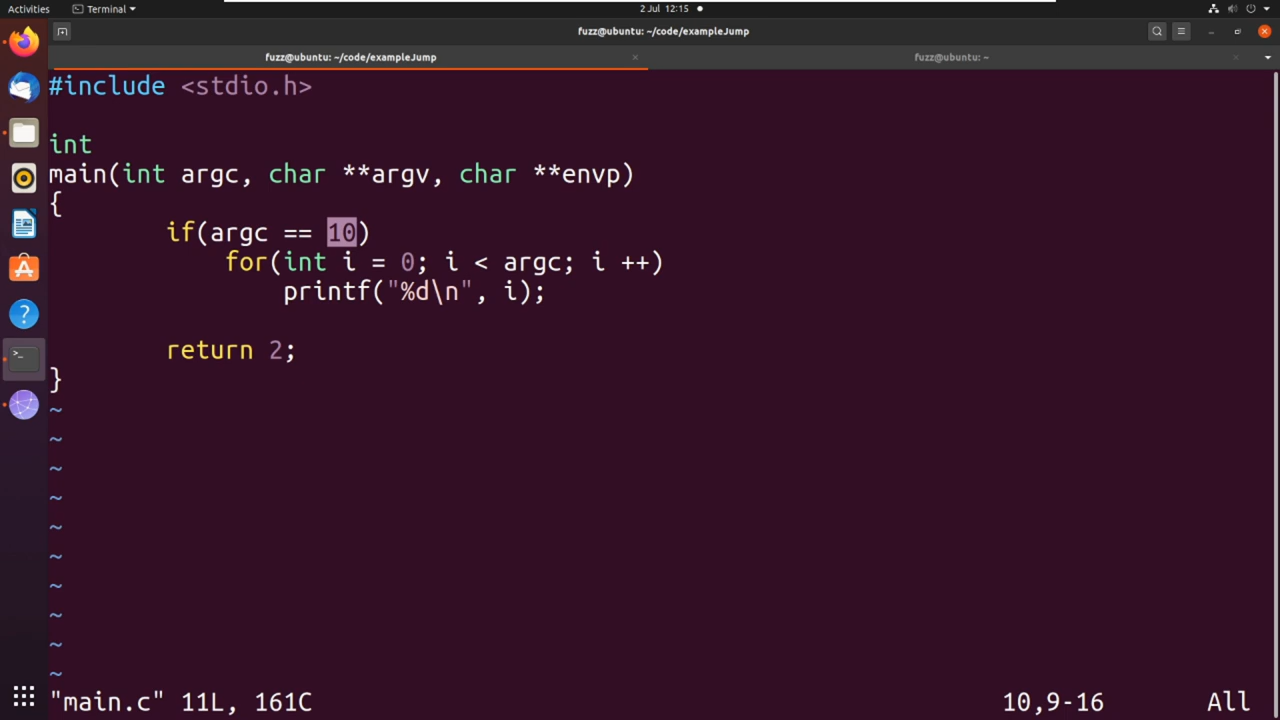 Activities Terminal 2 Jul 12:15
fuzz@ubuntu: ~/code/exampleJump
fuzz@ubuntu: ~/code/exampleJump fuzz@ubuntu: ~
#include <stdio.h>
int
main(int argc, char **argv, char **envp)
{
if(argc == 10)
for(int i = 0; i < argc; i ++)
printf("%d\n", i);
return 2;
}
~
~
~
~
~
~
~
~
~
~
"main.c" 11L, 161C 10,9-16 All